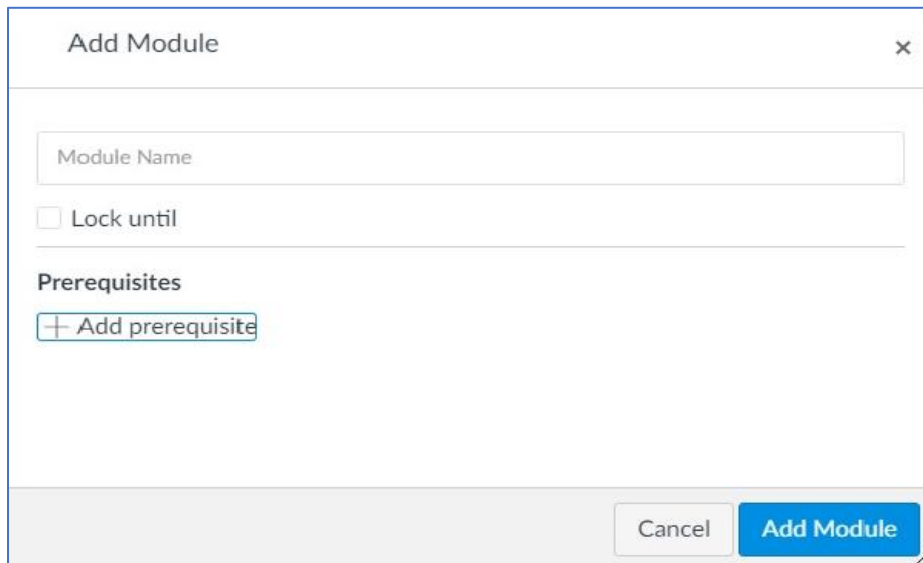 Add Module
Module Name
Lock until
Prerequisites
+ Add prerequisite
Cancel Add Module